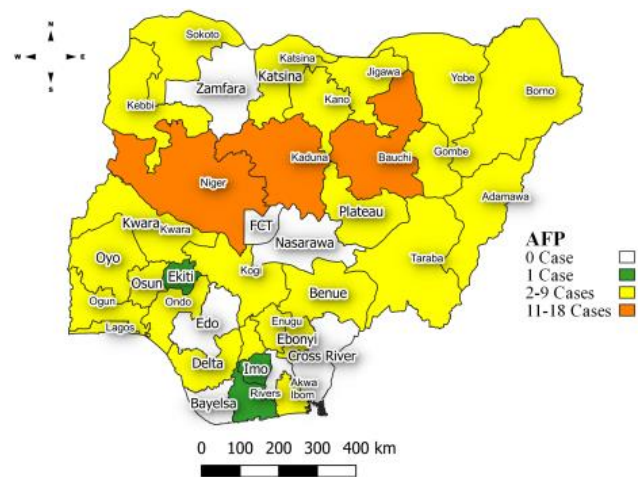 N
W E
S
Sokoto
Katsina
Katsina
Jigawa
Yobe
Borno
Zamfara
Kano
Kebbi
Kaduna
Bauchi
Gombe
Niger
Adamawa
Plateau
FCT
Nasarawa
Kwara
Kwara
Taraba
Oyo
Ekiti
Kogi
Osun
Benue
Ogun
Ondo
Lagos
Edo
Enugu
Ebonyi
Cross River
Delta
Imo
Bayelsa
Rivers
Akwa
Ibom
AFP
0 Case
1 Case
2-9 Cases
11-18 Cases
0 100 200 300 400 km